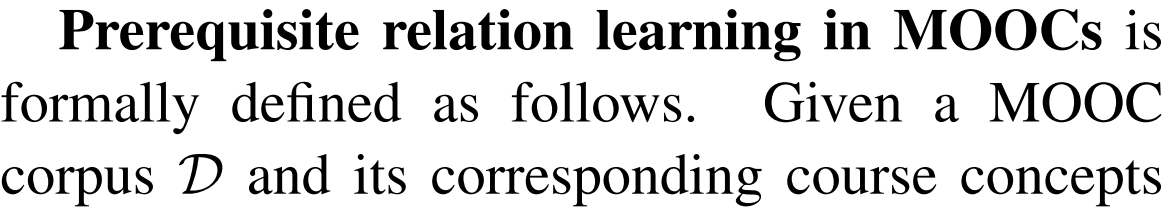 Prerequisite relation learning in MOOCs is
formally defined as follows. Given a MOOC
corpus 𝒟 and its corresponding course concepts